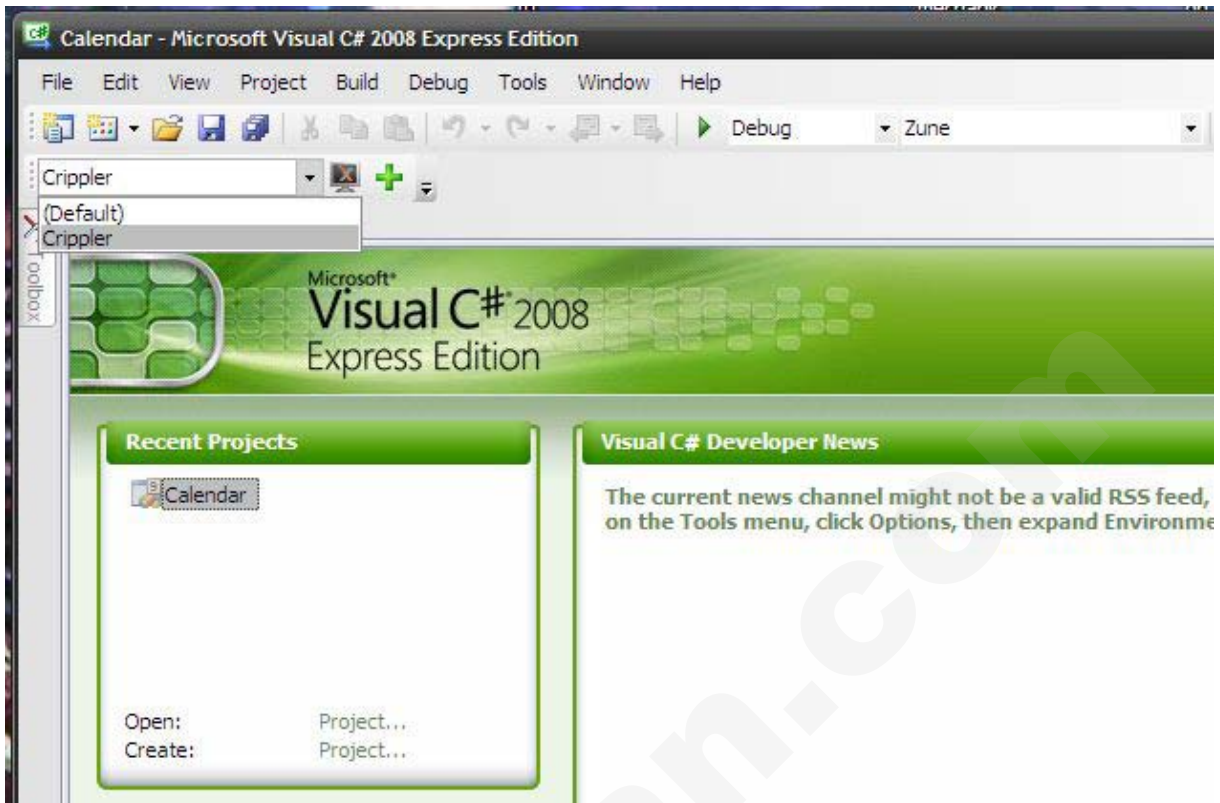 Calendar - Microsoft Visual C# 2008 Express Edition
File Edit View Project Build Debug Tools Window Help
Debug Zune
Crippler
(Default)
Crippler
Toolbox
Microsoft®
Visual C#® 2008
Express Edition
Recent Projects
Visual C# Developer News
Calendar
The current news channel might not be a valid RSS feed,
on the Tools menu, click Options, then expand Environme
Open: Project...
Create: Project...
n.com